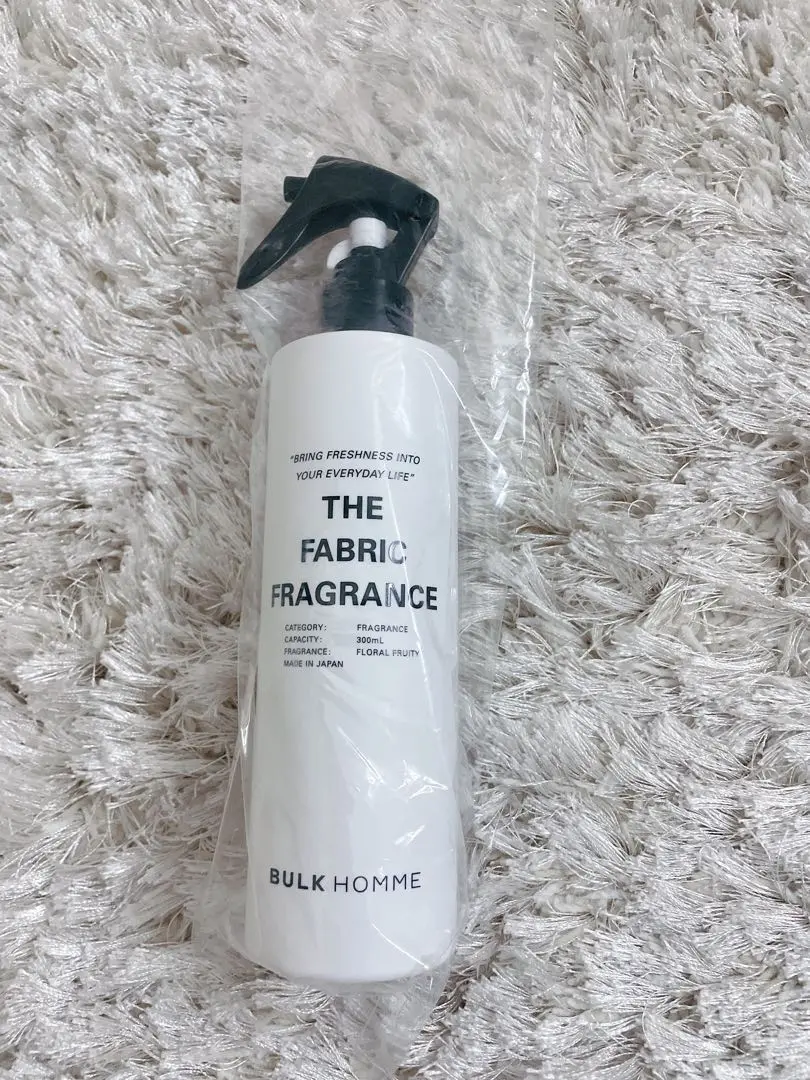 "BRING FRESHNESS INTO
YOUR EVERYDAY LIFE"
THE
FABRIC
FRAGRANCE
CATEGORY: FRAGRANCE
CAPACITY: 300mL
FRAGRANCE: FLORAL FRUITY
MADE IN JAPAN
BULK HOMME